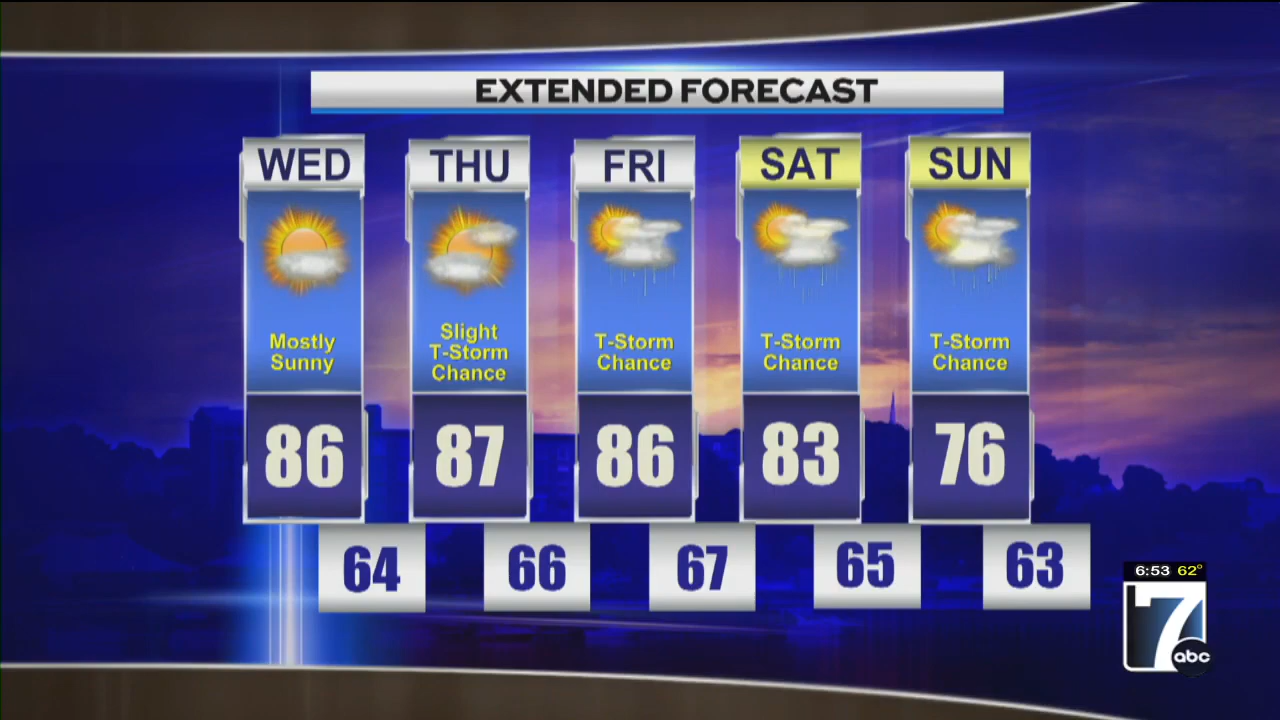 EXTENDED FORECAST
WED THU FRI SAT SUN
Mostly
Sunny
Slight
T-Storm
Chance
T-Storm
Chance
T-Storm
Chance
T-Storm
Chance
86 87 86 83 76
64 66 67 65 63
6:53 62°
7
abc